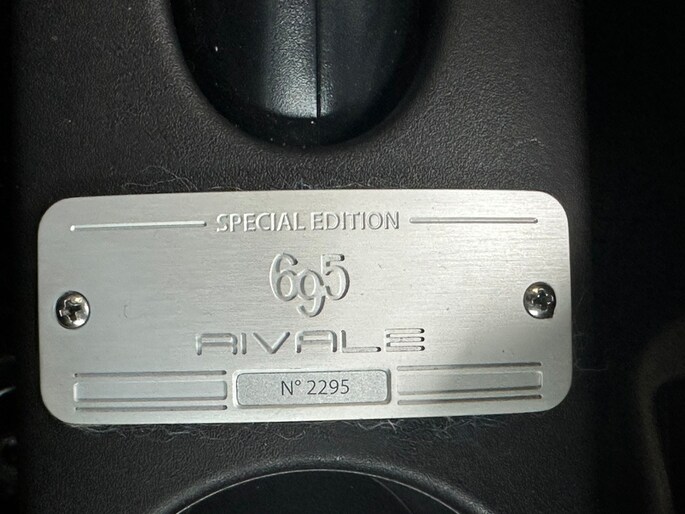 SPECIAL EDITION
695
RIVALE
N° 2295